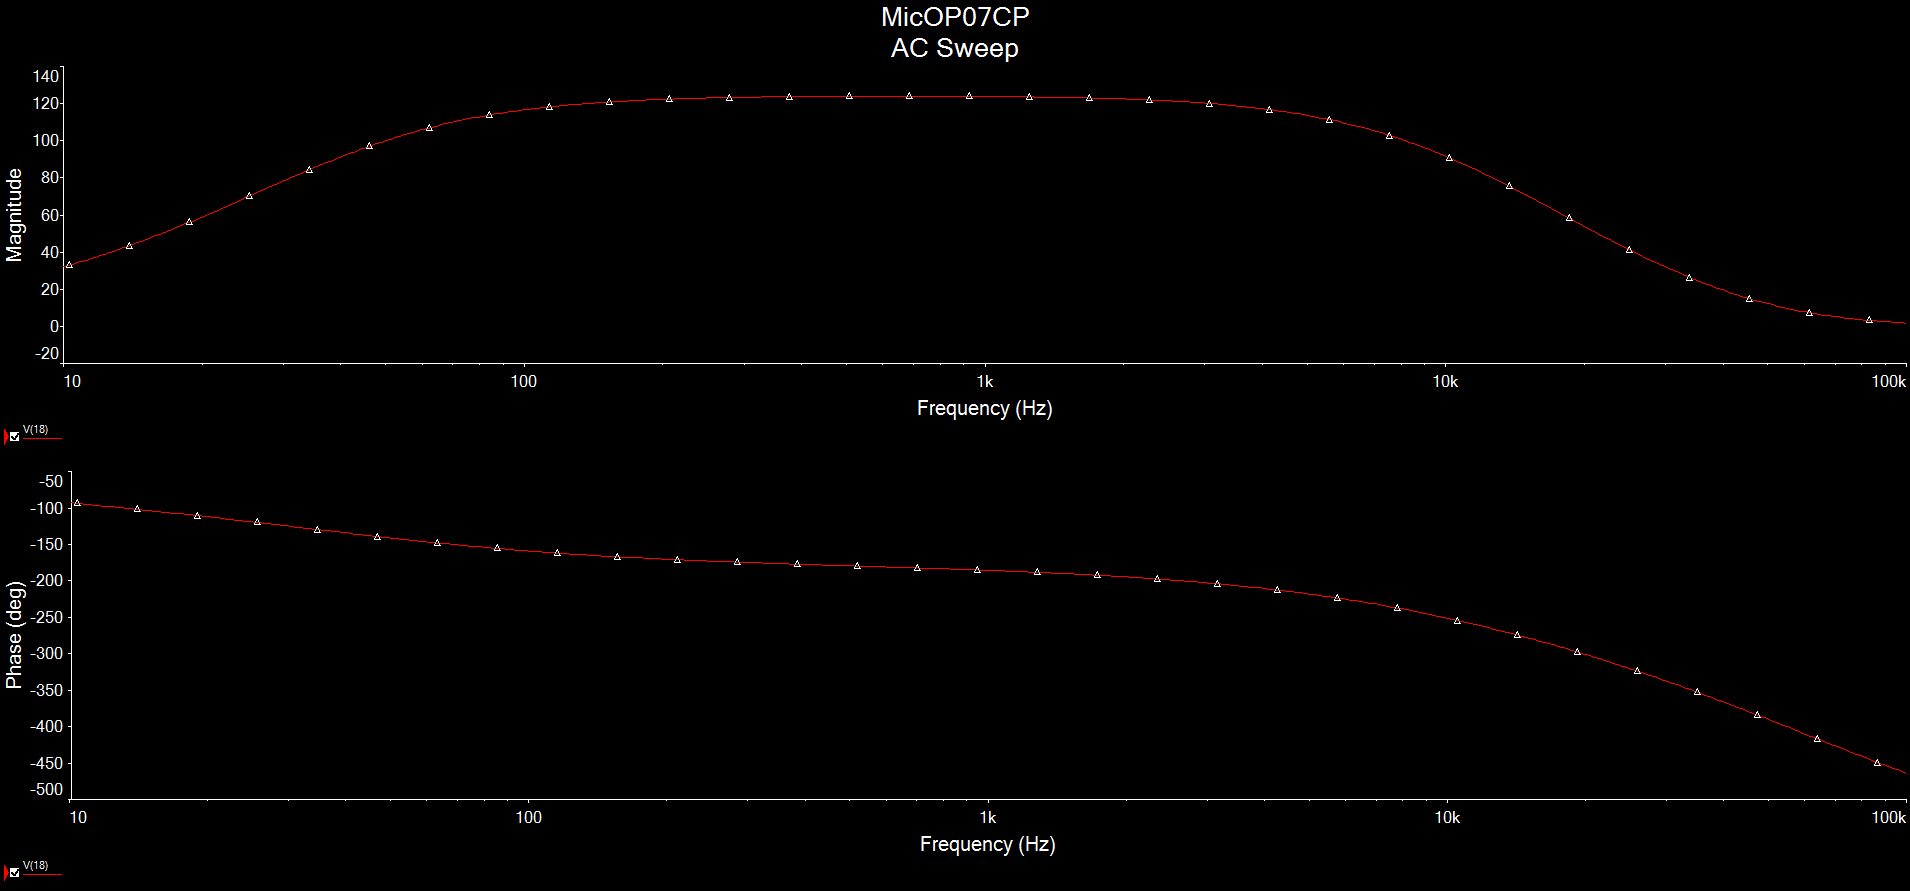 MicOP07CP
AC Sweep
140
120
100
80
60
40
20
0
-20
Magnitude
10 100 1k 10k 100k
Frequency (Hz)
V(18)
-50
-100
-150
-200
-250
-300
-350
-400
-450
-500
Phase (deg)
10 100 1k 10k 100k
Frequency (Hz)
V(18)